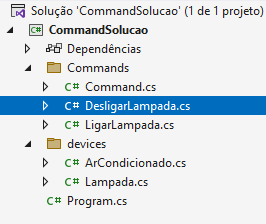 Solução 'CommandSolucao' (1 de 1 projeto)
CommandSolucao
Dependências
Commands
Command.cs
DesligarLampada.cs
LigarLampada.cs
devices
ArCondicionado.cs
Lampada.cs
Program.cs